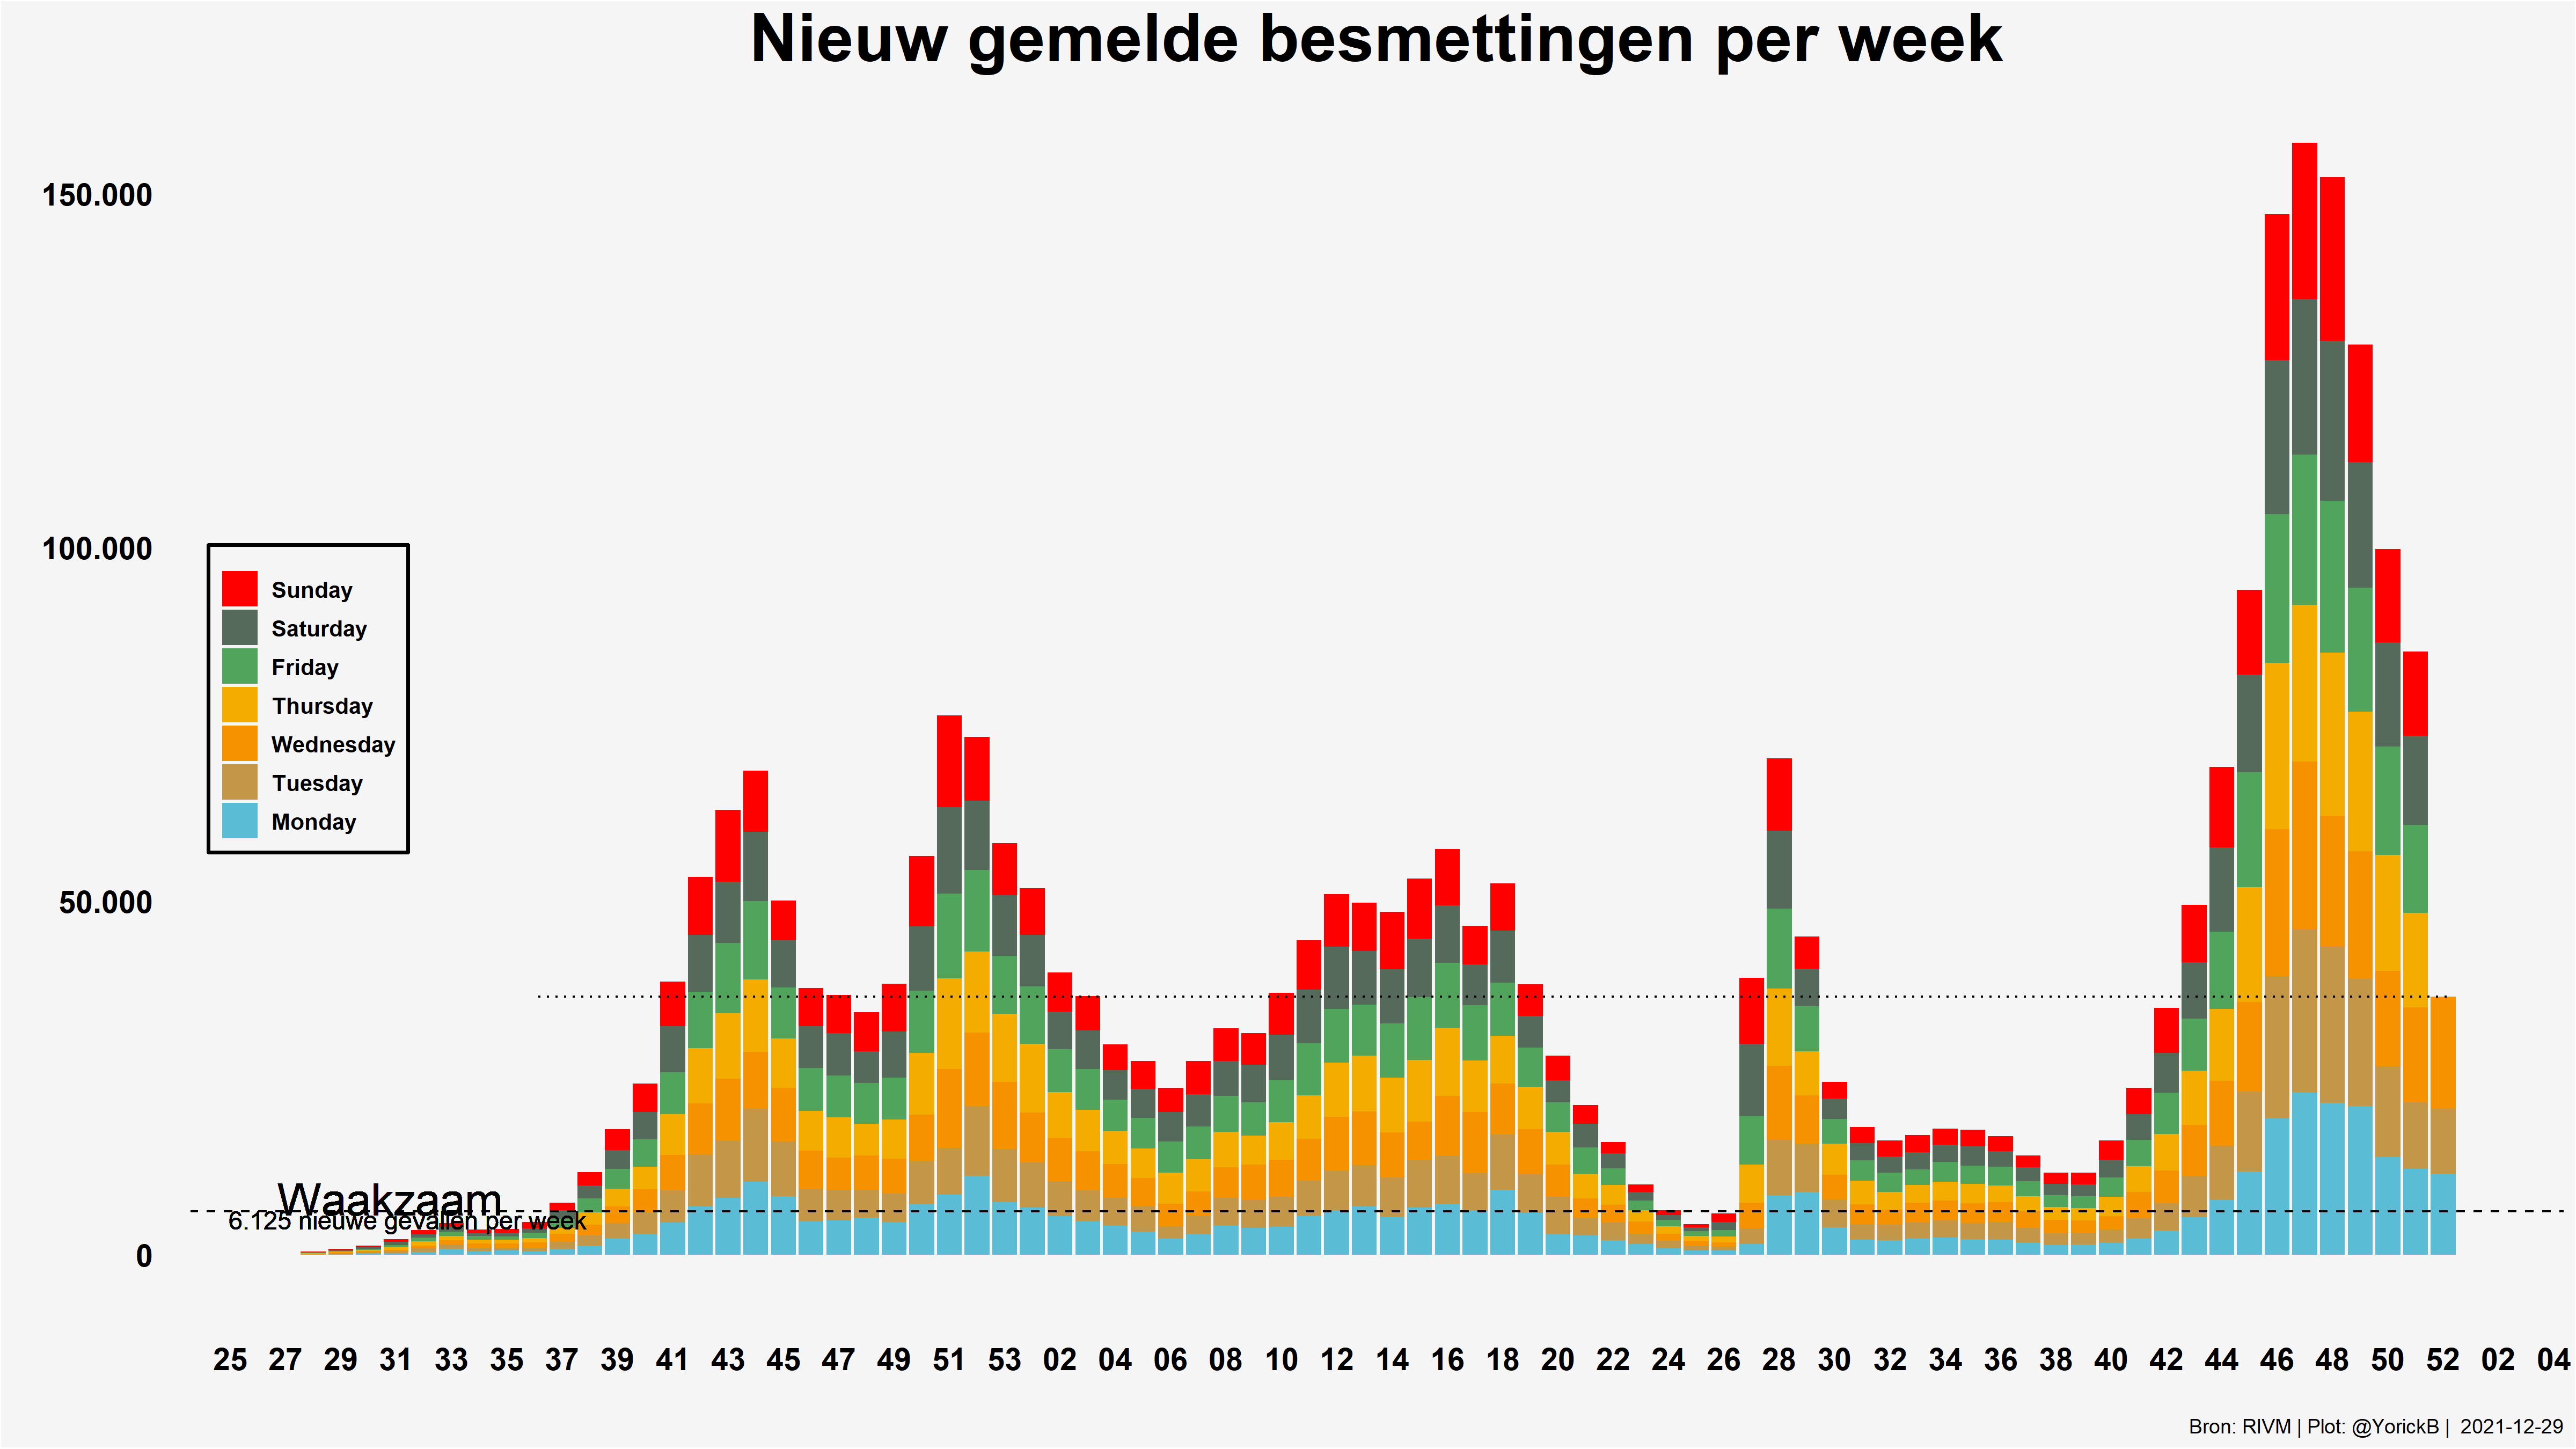 Nieuw gemelde besmettingen per week
150.000
100.000
50.000
0
Sunday
Saturday
Friday
Thursday
Wednesday
Tuesday
Monday
Waakzaam
6.125 nieuwe gevallen per week
25 27 29 31 33 35 37 39 41 43 45 47 49 51 53 02 04 06 08 10 12 14 16 18 20 22 24 26 28 30 32 34 36 38 40 42 44 46 48 50 52 02 04
Bron: RIVM | Plot: @YorickB | 2021-12-29